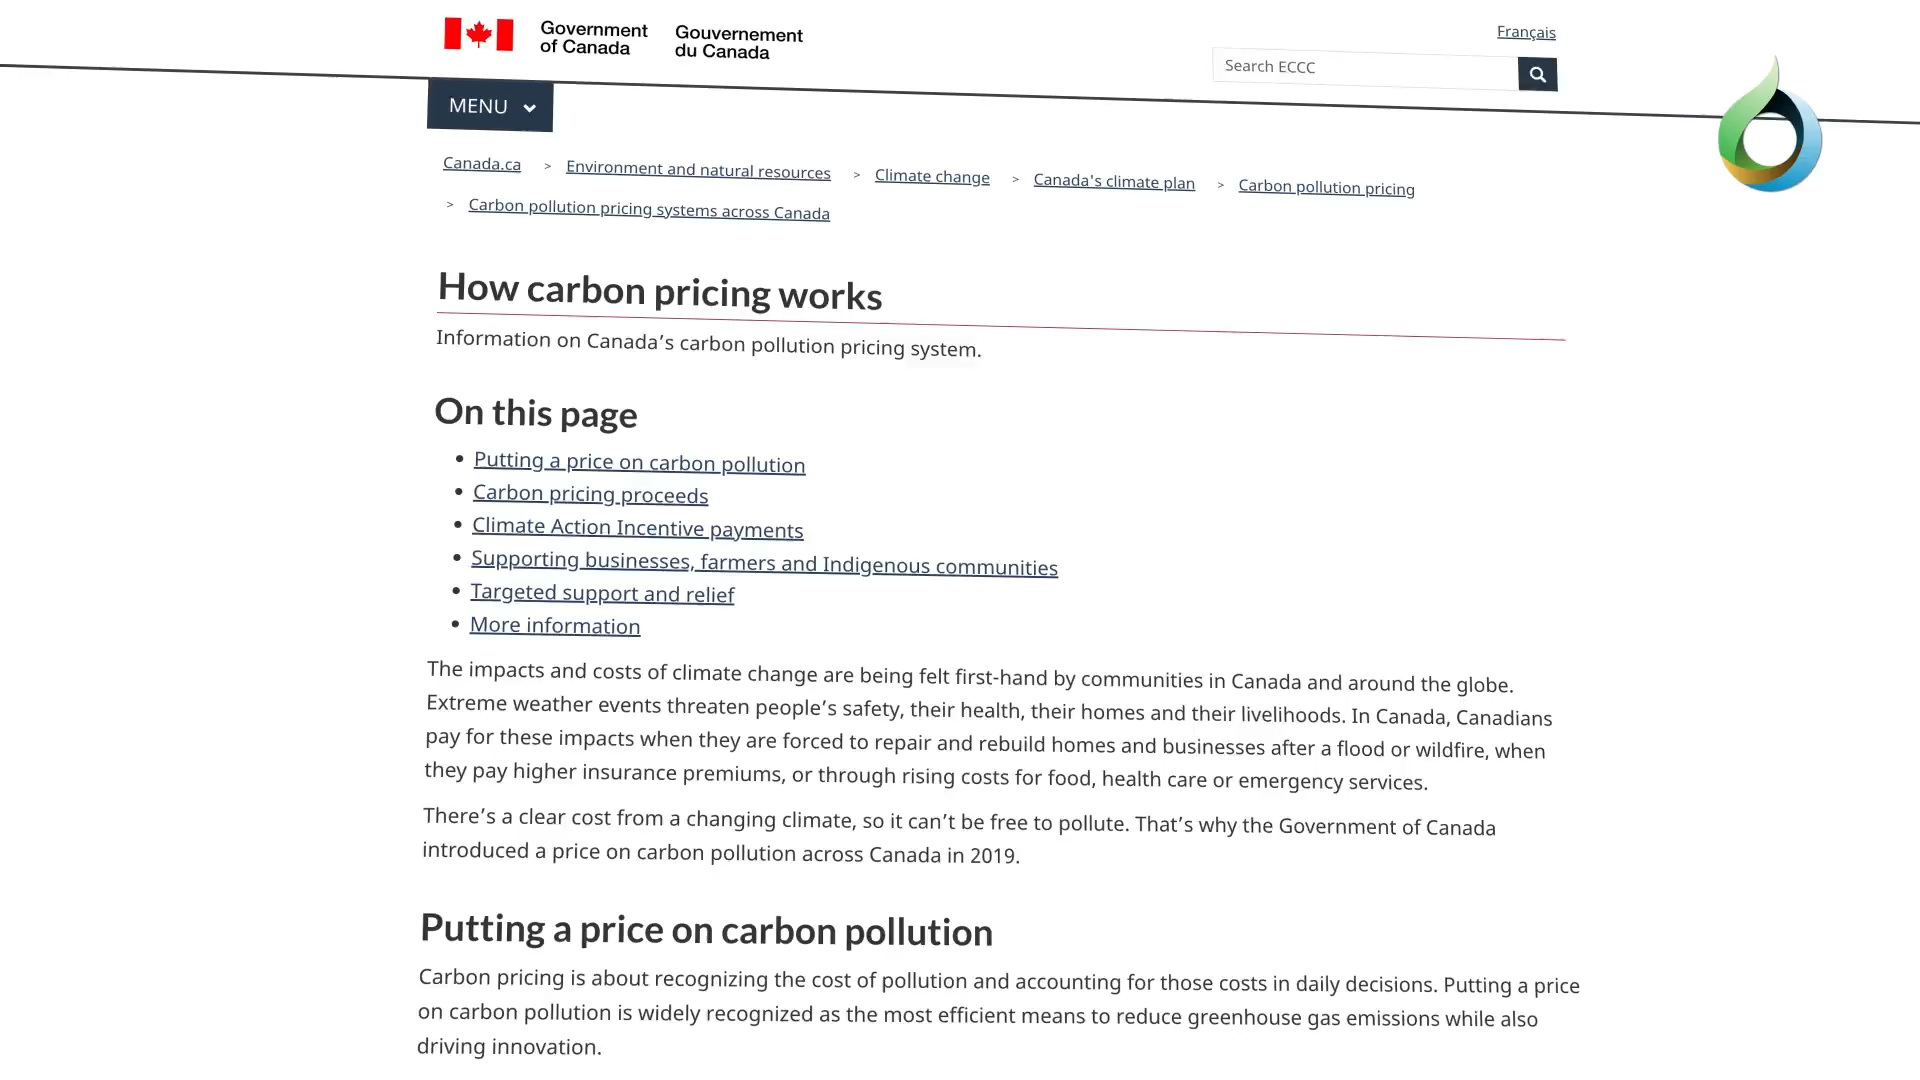 Government
of Canada
Gouvernement
du Canada
Français
Search ECCC
MENU
Canada.ca > Environment and natural resources > Climate change > Canada's climate plan > Carbon pollution pricing
> Carbon pollution pricing systems across Canada
How carbon pricing works
Information on Canada’s carbon pollution pricing system.
On this page
• Putting a price on carbon pollution
• Carbon pricing proceeds
• Climate Action Incentive payments
• Supporting businesses, farmers and Indigenous communities
• Targeted support and relief
• More information
The impacts and costs of climate change are being felt first-hand by communities in Canada and around the globe.
Extreme weather events threaten people’s safety, their health, their homes and their livelihoods. In Canada, Canadians
pay for these impacts when they are forced to repair and rebuild homes and businesses after a flood or wildfire, when
they pay higher insurance premiums, or through rising costs for food, health care or emergency services.
There’s a clear cost from a changing climate, so it can’t be free to pollute. That’s why the Government of Canada
introduced a price on carbon pollution across Canada in 2019.
Putting a price on carbon pollution
Carbon pricing is about recognizing the cost of pollution and accounting for those costs in daily decisions. Putting a price
on carbon pollution is widely recognized as the most efficient means to reduce greenhouse gas emissions while also
driving innovation.